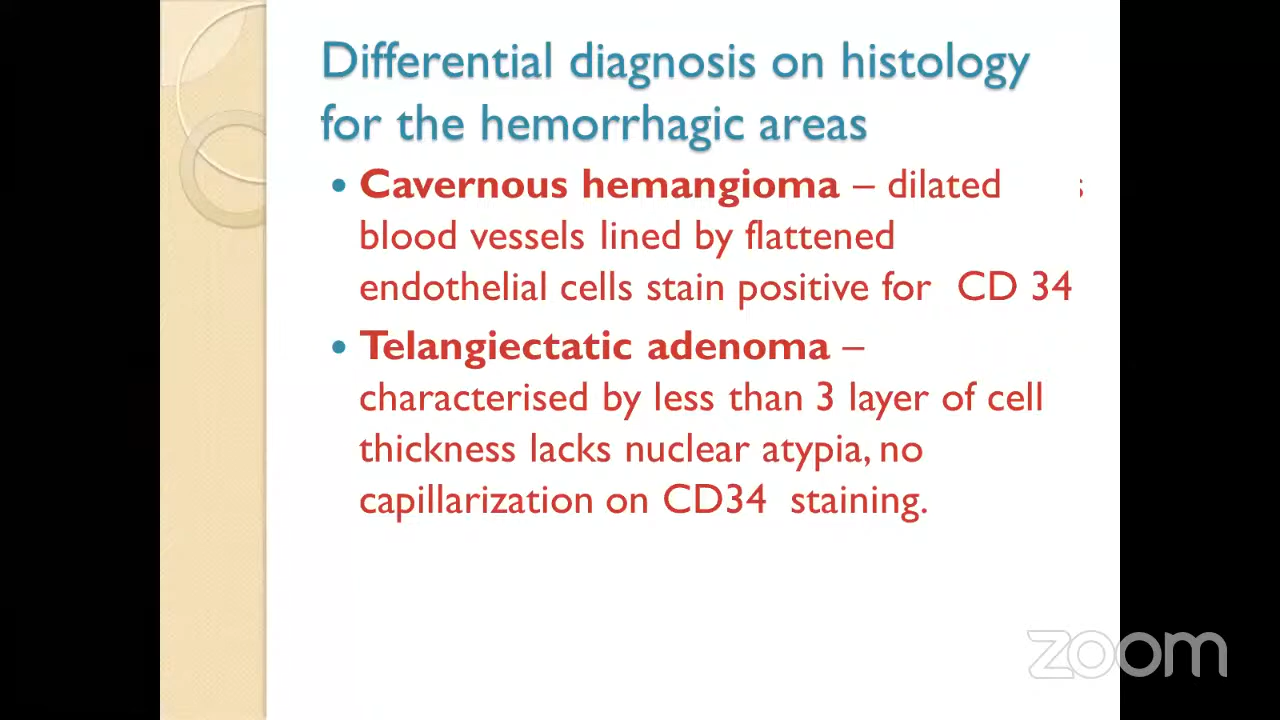 Differential diagnosis on histology
for the hemorrhagic areas
• Cavernous hemangioma – dilated
blood vessels lined by flattened
endothelial cells stain positive for CD 34
• Telangiectatic adenoma –
characterised by less than 3 layer of cell
thickness lacks nuclear atypia, no
capillarization on CD34 staining.
zoom